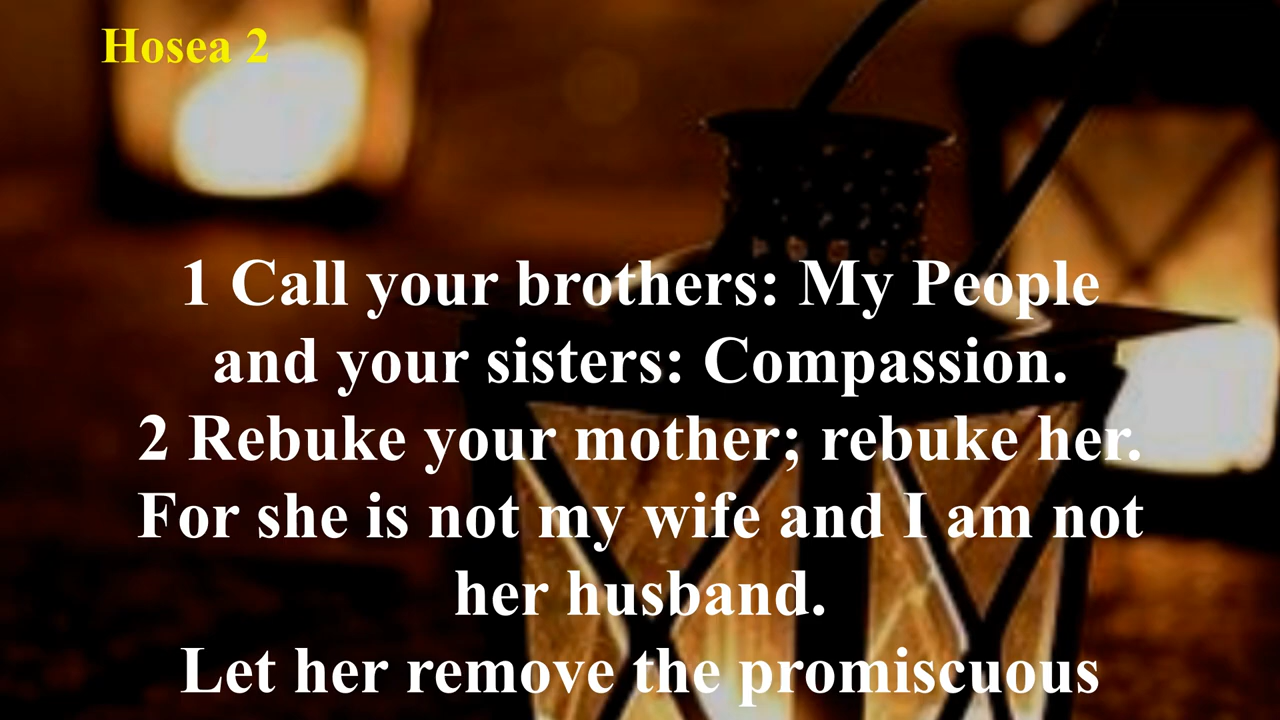 Hosea 2
1 Call your brothers: My People
and your sisters: Compassion.
2 Rebuke your mother; rebuke her.
For she is not my wife and I am not
her husband.
Let her remove the promiscuous